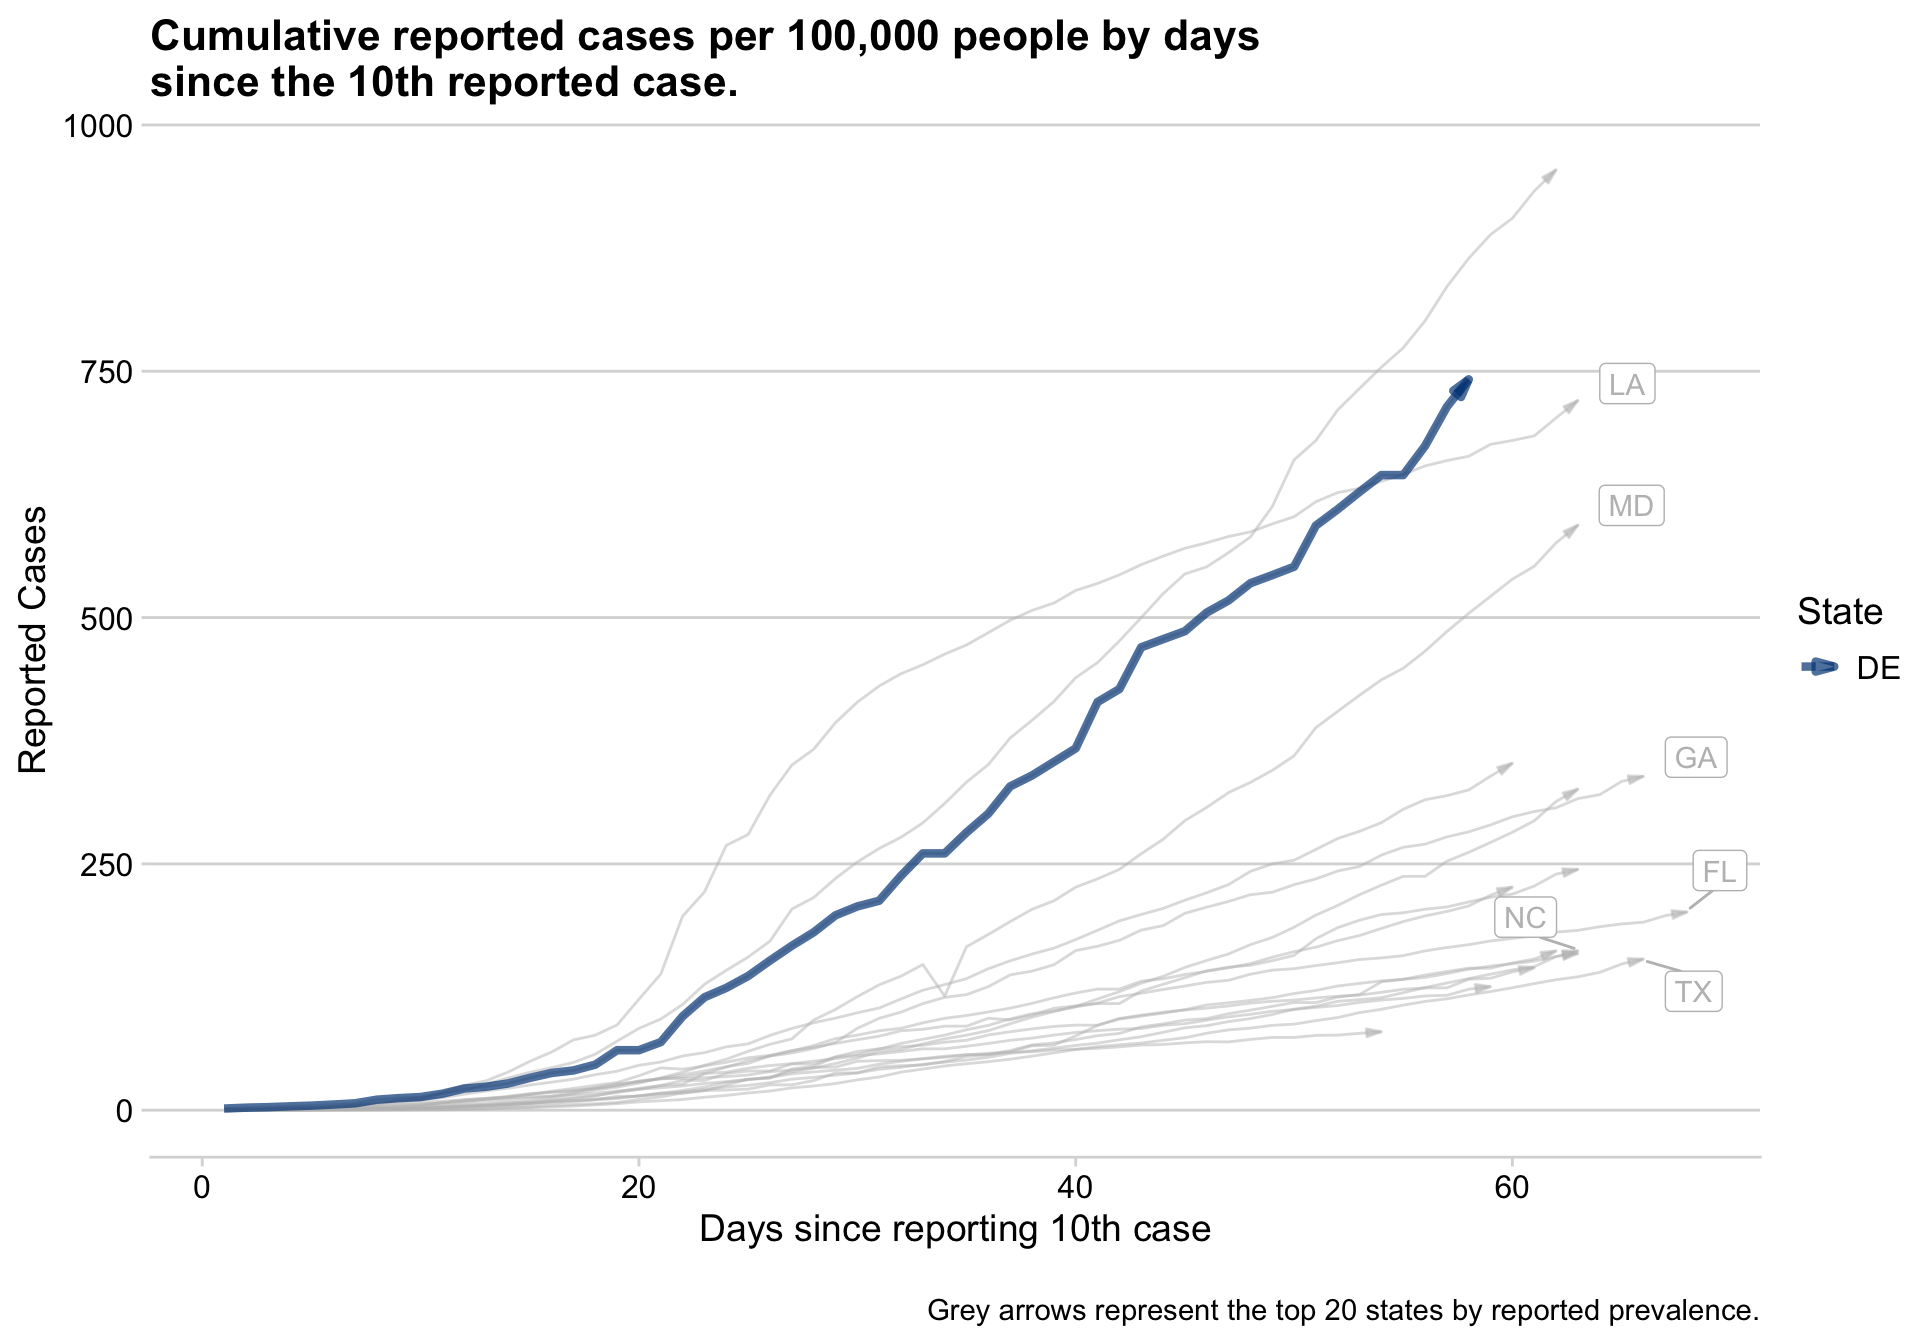 Cumulative reported cases per 100,000 people by days
since the 10th reported case.
1000
750
500
250
0
Reported Cases
LA
MD
GA
FL
NC
TX
State
DE
0
20
40
60
Days since reporting 10th case
Grey arrows represent the top 20 states by reported prevalence.